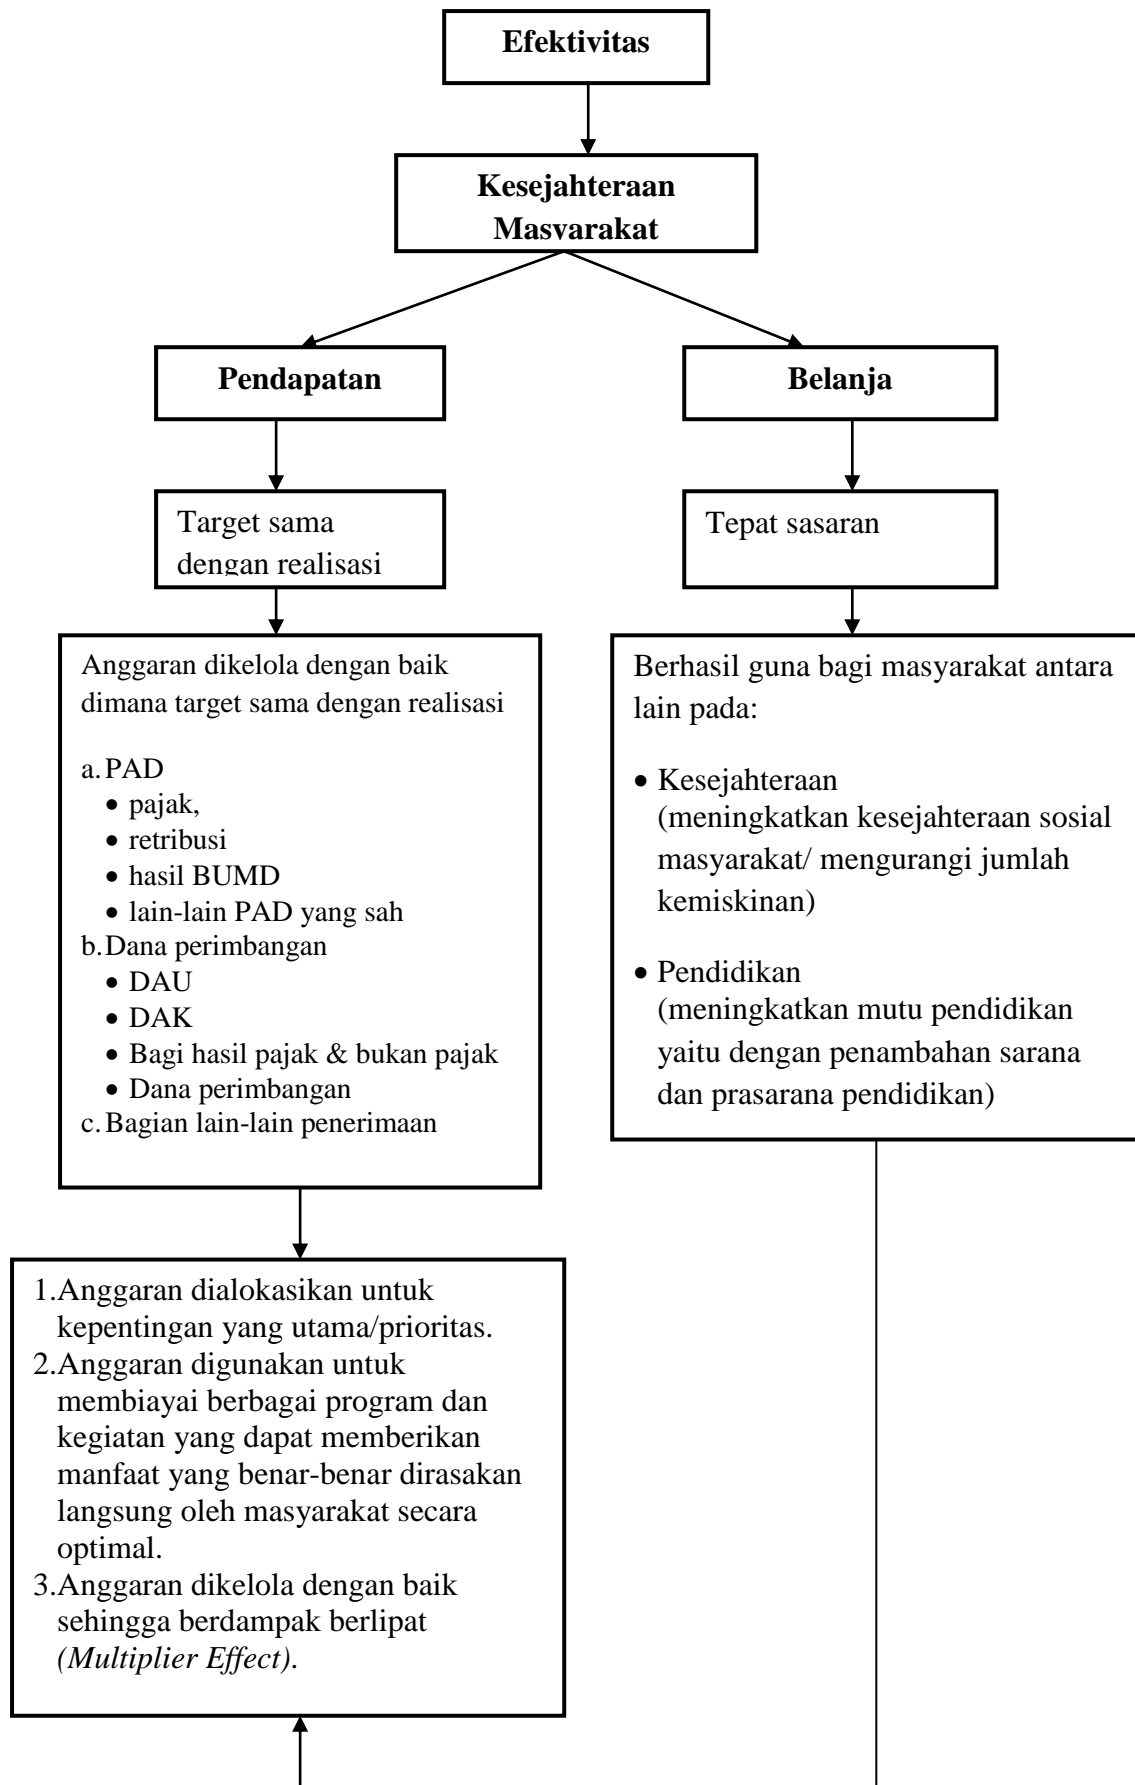 Efektivitas
Kesejahteraan
Masyarakat
Pendapatan
Belanja
Target sama
dengan realisasi
Tepat sasaran
Anggaran dikelola dengan baik
dimana target sama dengan realisasi
a. PAD
• pajak,
• retribusi
• hasil BUMD
• lain-lain PAD yang sah
b. Dana perimbangan
• DAU
• DAK
• Bagi hasil pajak & bukan pajak
• Dana perimbangan
c. Bagian lain-lain penerimaan
Berhasil guna bagi masyarakat antara
lain pada:
• Kesejahteraan
(meningkatkan kesejahteraan sosial
masyarakat/ mengurangi jumlah
kemiskinan)
• Pendidikan
(meningkatkan mutu pendidikan
yaitu dengan penambahan sarana
dan prasarana pendidikan)
1. Anggaran dialokasikan untuk
kepentingan yang utama/prioritas.
2. Anggaran digunakan untuk
membiayai berbagai program dan
kegiatan yang dapat memberikan
manfaat yang benar-benar dirasakan
langsung oleh masyarakat secara
optimal.
3. Anggaran dikelola dengan baik
sehingga berdampak berlipat
(Multiplier Effect).